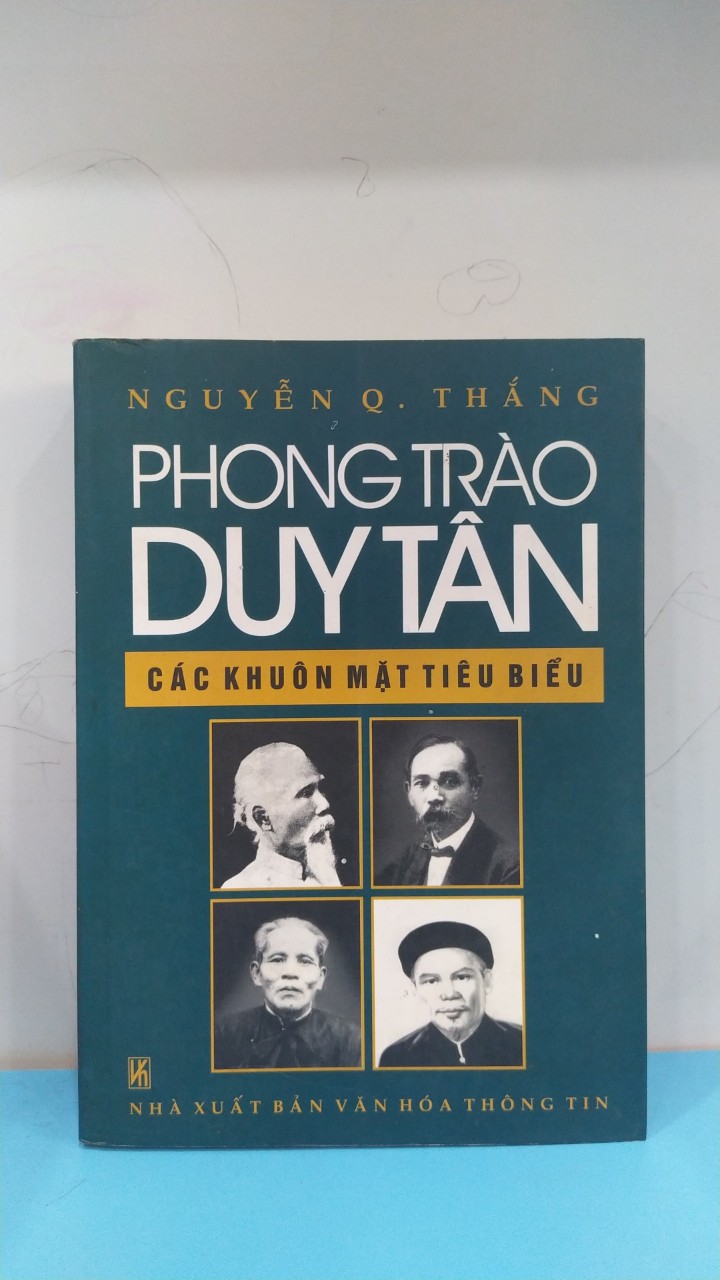 NGUYỄN Q. THẮNG
PHONG TRÀO
DUY TÂN
CÁC KHUÔN MẶT TIÊU BIỂU
NHÀ XUẤT BẢN VĂN HÓA THÔNG TIN